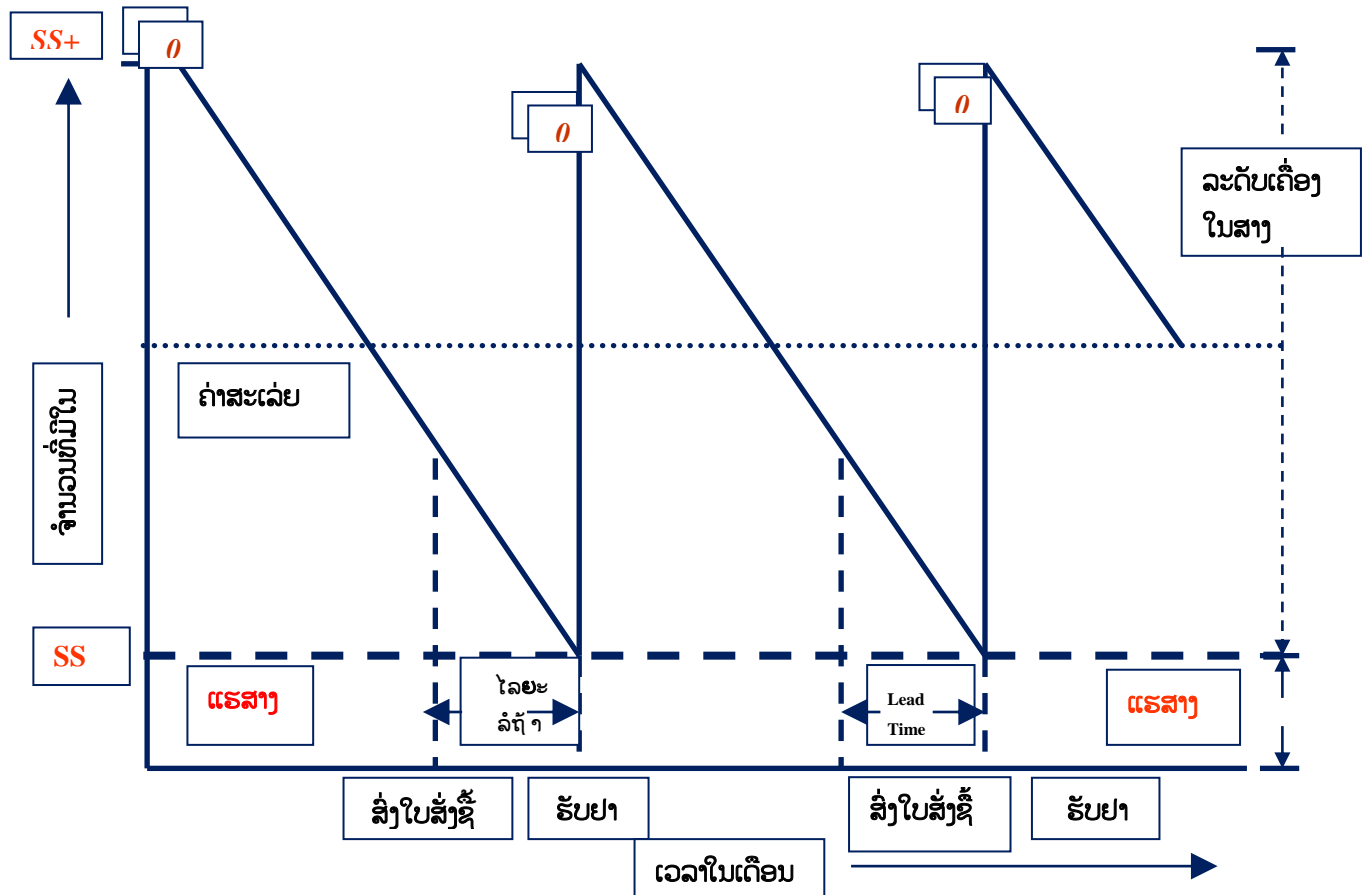 SS+
0
0
0
ລະດັບເຄື່ອງ
ໃນສາງ
ຄ່າສະເລ່ຍ
ຈຳນວນທີ່ມີໃນ
SS
ແຮສາງ
ໄລຍະ
ລໍຖ້າ
Lead
Time
ແຮສາງ
ສົ່ງໃບສັ່ງຊື້
ຮັບຢາ
ສົ່ງໃບສັ່ງຊື້
ຮັບຢາ
ເວລາໃນເດືອນ